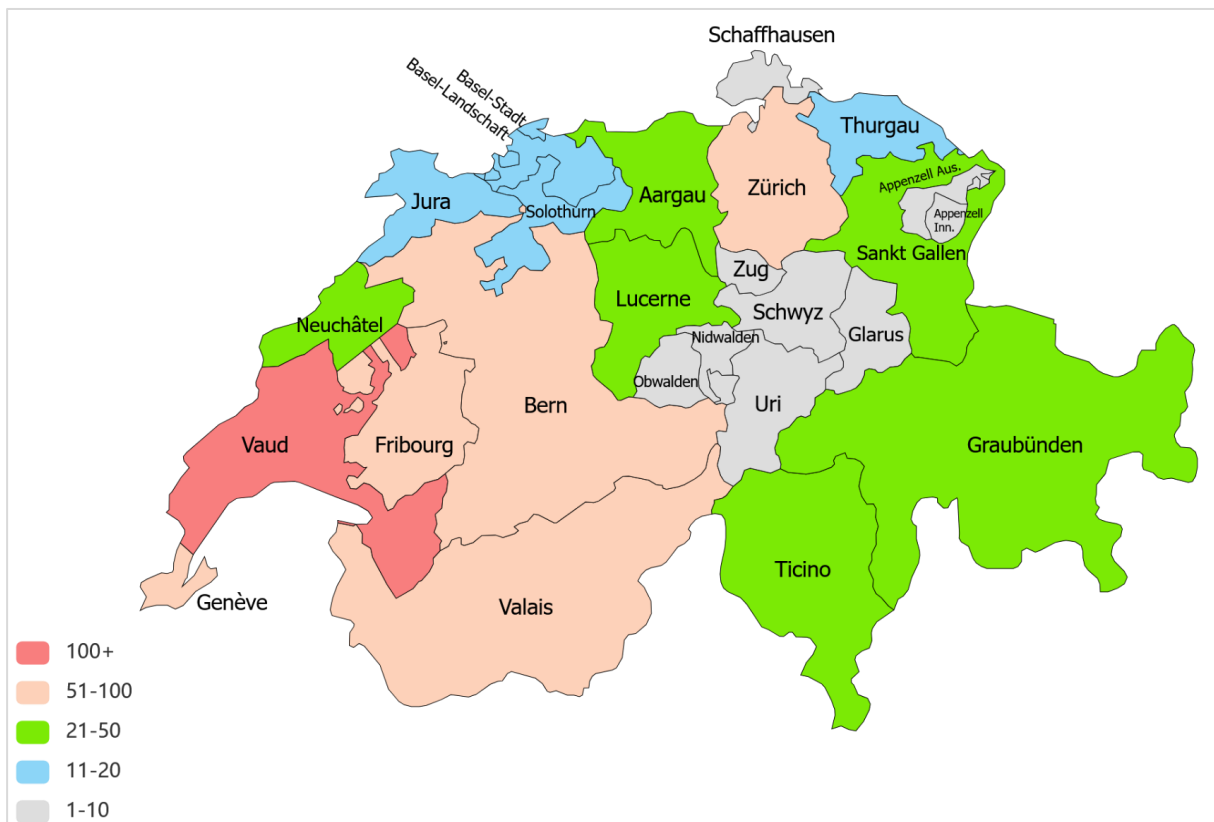 Schaffhausen
Basel-Stadt
Basel-Landschaft
Thurgau
Jura
Solothurn
Aargau
Zürich
Appenzell Aus.
Appenzell
Inn.
Sankt Gallen
Zug
Lucerne
Schwyz
Neuchâtel
Nidwalden
Glarus
Obwalden
Bern
Uri
Vaud
Fribourg
Graubünden
Ticino
Genève
Valais
100+
51-100
21-50
11-20
1-10